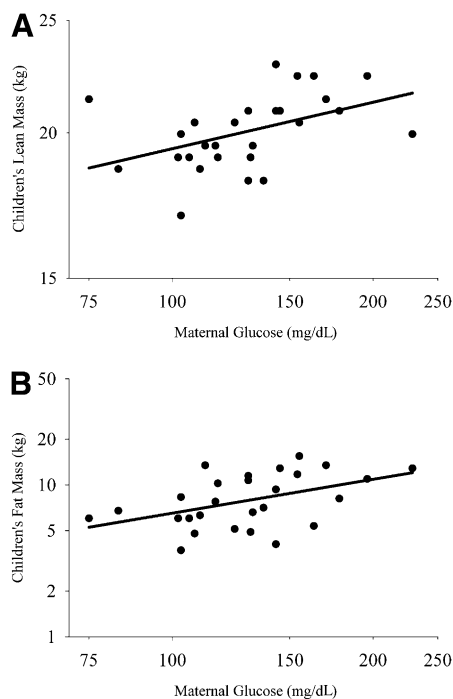 A
25
20
15
Children's Lean Mass (kg)
75 100 150 200 250
Maternal Glucose (mg/dL)
B
50
20
10
5
2
1
Children's Fat Mass (kg)
75 100 150 200 250
Maternal Glucose (mg/dL)